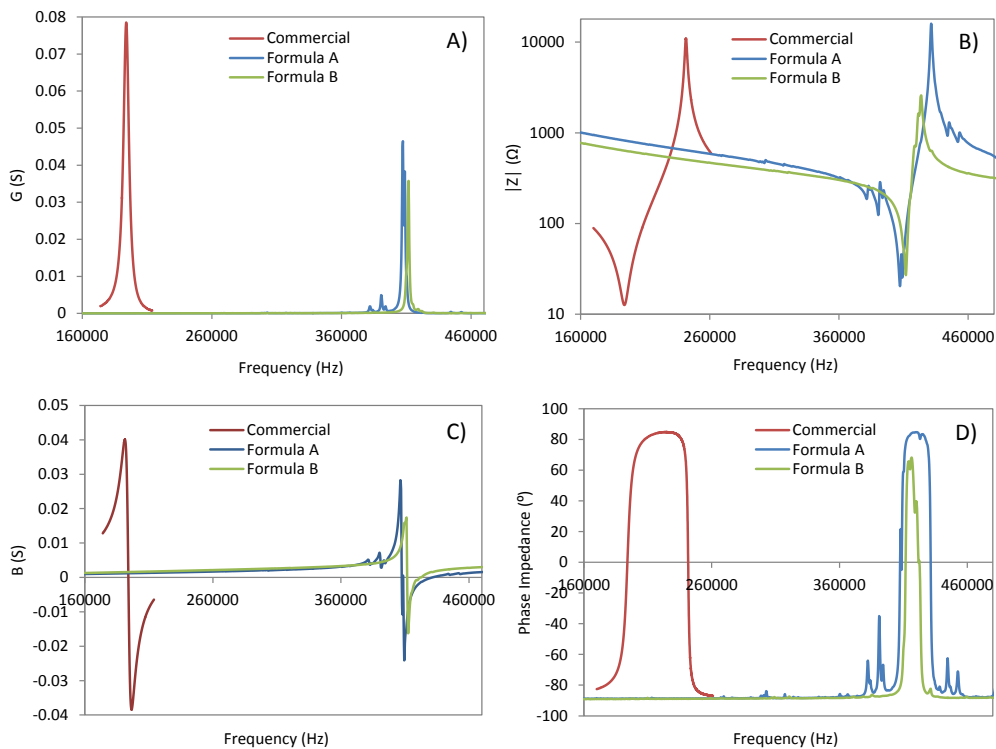 A)
0.08
0.07
0.06
0.05
0.04
0.03
0.02
0.01
0
G (S)
Commercial
Formula A
Formula B
160000 260000 360000 460000
Frequency (Hz)
B)
10000
1000
100
10
|Z| (Ω)
Commercial
Formula A
Formula B
160000 260000 360000 460000
Frequency (Hz)
C)
0.05
0.04
0.03
0.02
0.01
0
-0.01
-0.02
-0.03
-0.04
B (S)
Commercial
Formula A
Formula B
160000 260000 360000 460000
Frequency (Hz)
D)
100
80
60
40
20
0
-20
-40
-60
-80
-100
Phase Impedance (º)
Commercial
Formula A
Formula B
160000 260000 360000 460000
Frequency (Hz)